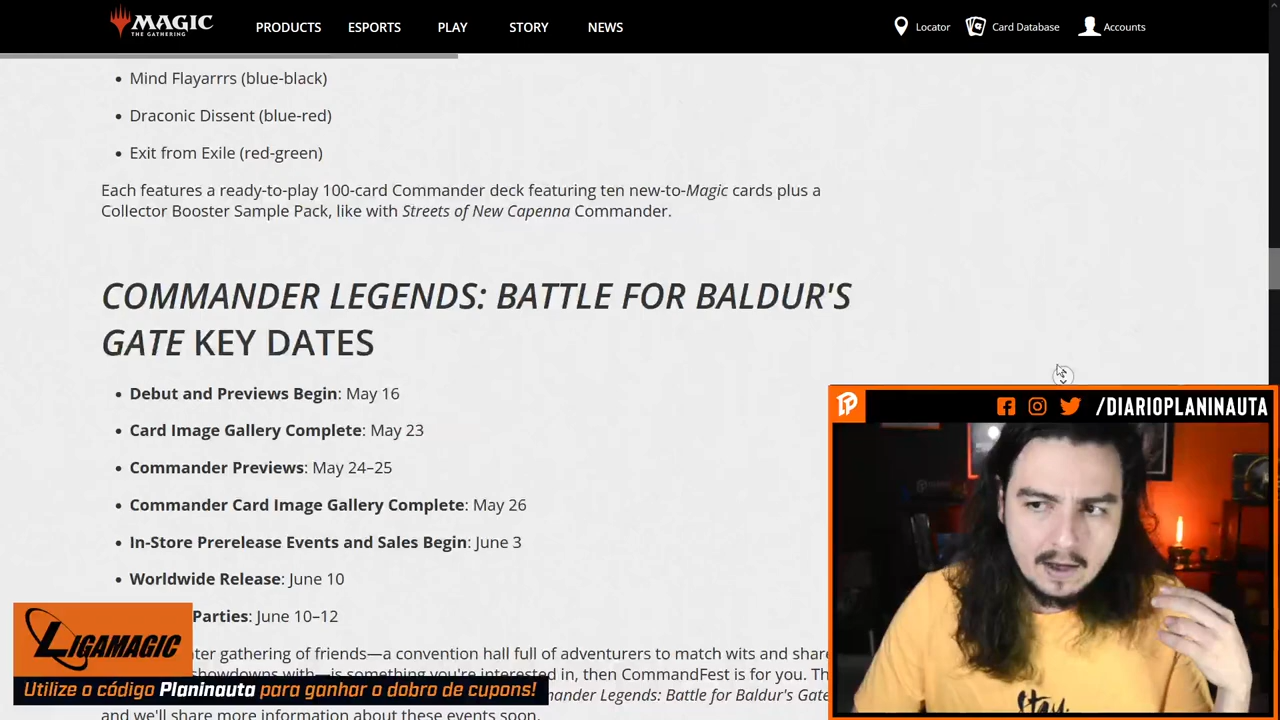 MAGIC
THE GATHERING
PRODUCTS
ESPORTS
PLAY
STORY
NEWS
Locator
Card Database
Accounts
• Mind Flayarrrs (blue-black)
• Draconic Dissent (blue-red)
• Exit from Exile (red-green)
Each features a ready-to-play 100-card Commander deck featuring ten new-to-Magic cards plus a
Collector Booster Sample Pack, like with Streets of New Capenna Commander.
COMMANDER LEGENDS: BATTLE FOR BALDUR'S
GATE KEY DATES
• Debut and Previews Begin: May 16
• Card Image Gallery Complete: May 23
• Commander Previews: May 24–25
• Commander Card Image Gallery Complete: May 26
• In-Store Prerelease Events and Sales Begin: June 3
• Worldwide Release: June 10
Parties: June 10–12
gathering of friends—a convention hall full of adventurers to match wits and share
showdowns with—is something you're interested in, then CommandFest is for you.
Legends: Battle for Baldur's Gate
and we'll share more information about these events soon.
/DIARIOPLANINAUTA
LIGAMAGIC
Utilize o código Planinauta para ganhar o dobro de cupons!